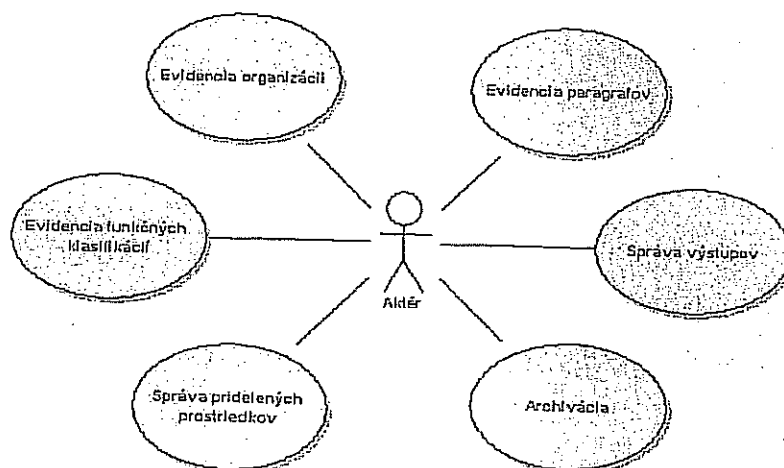 Evidencia organizácií
Evidencia paragrafov
Evidencia funkčných
klasifikácií
Správa výstupov
Aktér
Správa pridelených
prostriedkov
Archivácia